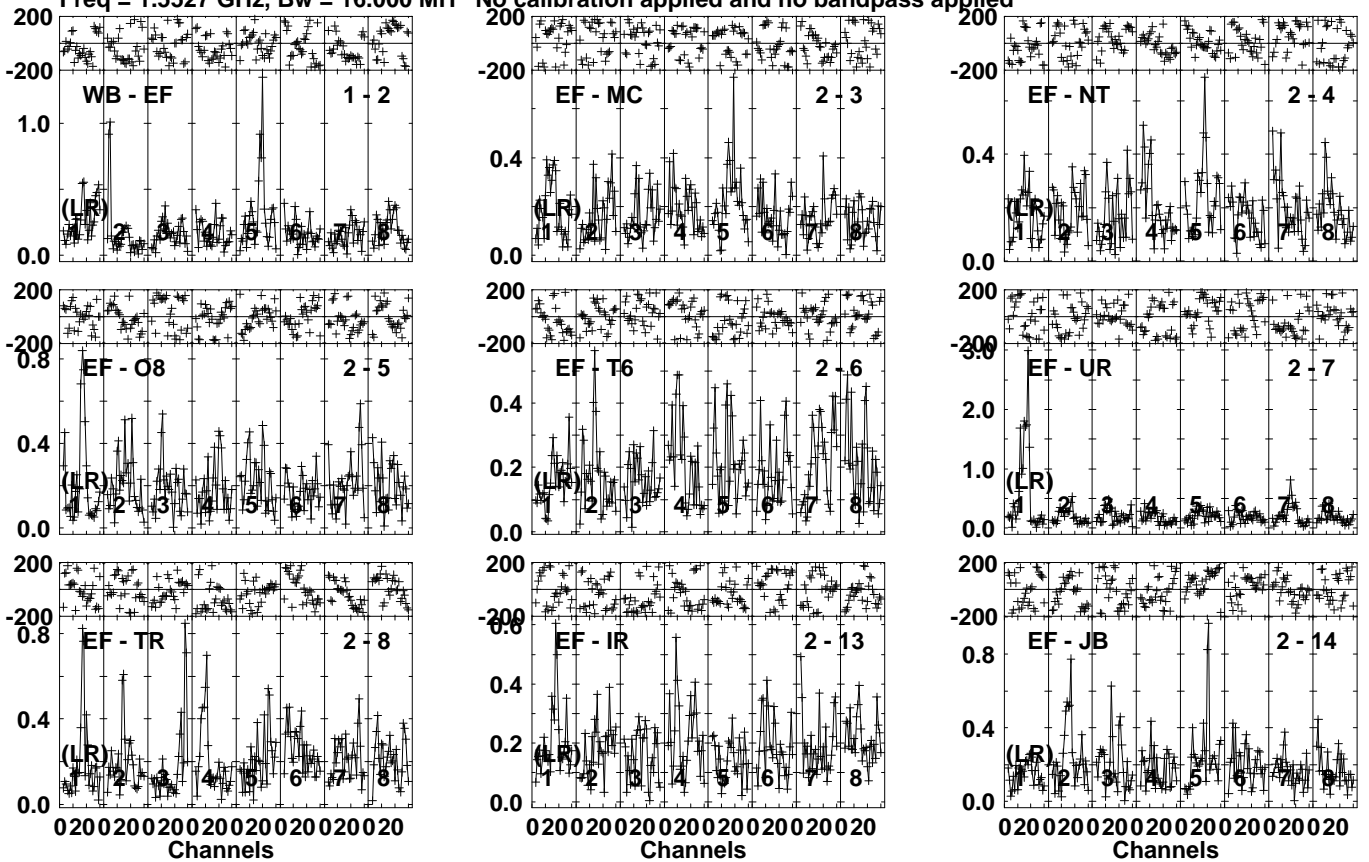 Freq = 1.5527 GHz, Bw = 16.000 MH No calibration applied and no bandpass applied
200 200 200
-200 -200 -200
WB - EF 1 - 2 EF - MC 2 - 3 EF - NT 2 - 4
1.0 0.4 0.4
(LR) (LR) (LR)
1 2 3 4 5 6 7 8 1 2 3 4 5 6 7 8 1 2 3 4 5 6 7 8
0.0 0.0 0.0
200 200 200
-200 -200 -200
0.8 3.0
EF - O8 2 - 5 EF - T6 2 - 6 EF - UR 2 - 7
0.4 0.4 2.0
0.2 1.0
(LR) (LR) (LR)
1 2 3 4 5 6 7 8 1 2 3 4 5 6 7 8 1 2 3 4 5 6 7 8
0.0 0.0 0.0
200 200 200
-200 -200 -200
0.8 0.6 0.8
EF - TR 2 - 8 EF - IR 2 - 13 EF - JB 2 - 14
0.4 0.4 0.4
0.2
(LR) (LR) (LR)
1 2 3 4 5 6 7 8 1 2 3 4 5 6 7 8 1 2 3 4 5 6 7 8
0.0 0.0 0.0
0 20 0 20 0 20 0 20 0 20 0 20 0 20 0 20 0 20 0 20 0 20 0 20 0 20 0 20 0 20 0 20 0 20 0 20 0 20 0 20 0 20 0 20 0 20 0 20
Channels Channels Channels